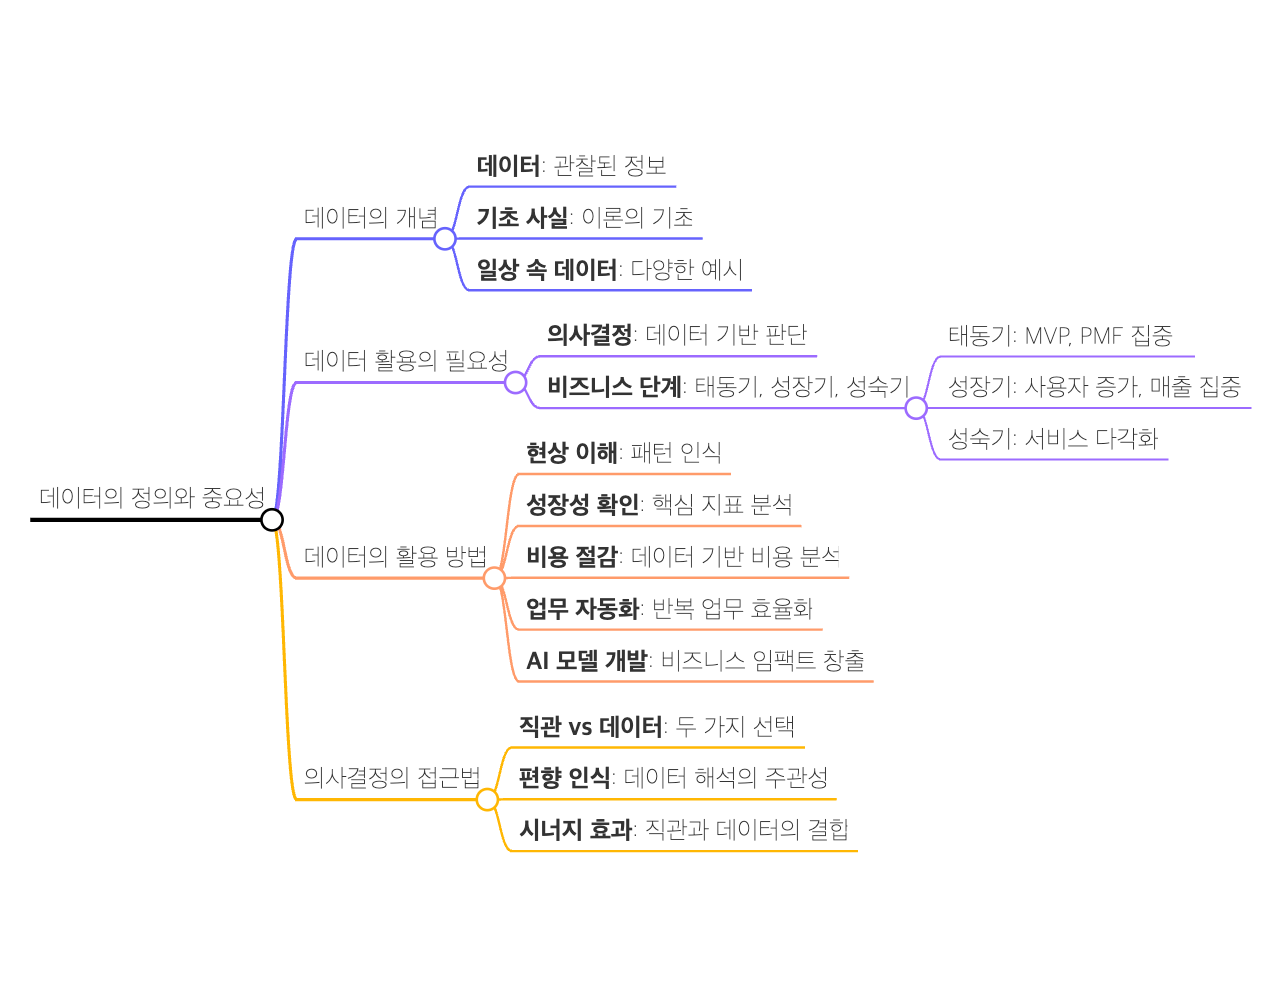 데이터의 정의와 중요성
데이터의 개념
데이터: 관찰된 정보
기초 사실: 이론의 기초
일상 속 데이터: 다양한 예시
데이터 활용의 필요성
의사결정: 데이터 기반 판단
비즈니스 단계: 태동기, 성장기, 성숙기
태동기: MVP, PMF 집중
성장기: 사용자 증가, 매출 집중
성숙기: 서비스 다각화
데이터의 활용 방법
현상 이해: 패턴 인식
성장성 확인: 핵심 지표 분석
비용 절감: 데이터 기반 비용 분석
업무 자동화: 반복 업무 효율화
AI 모델 개발: 비즈니스 임팩트 창출
의사결정의 접근법
직관 vs 데이터: 두 가지 선택
편향 인식: 데이터 해석의 주관성
시너지 효과: 직관과 데이터의 결합